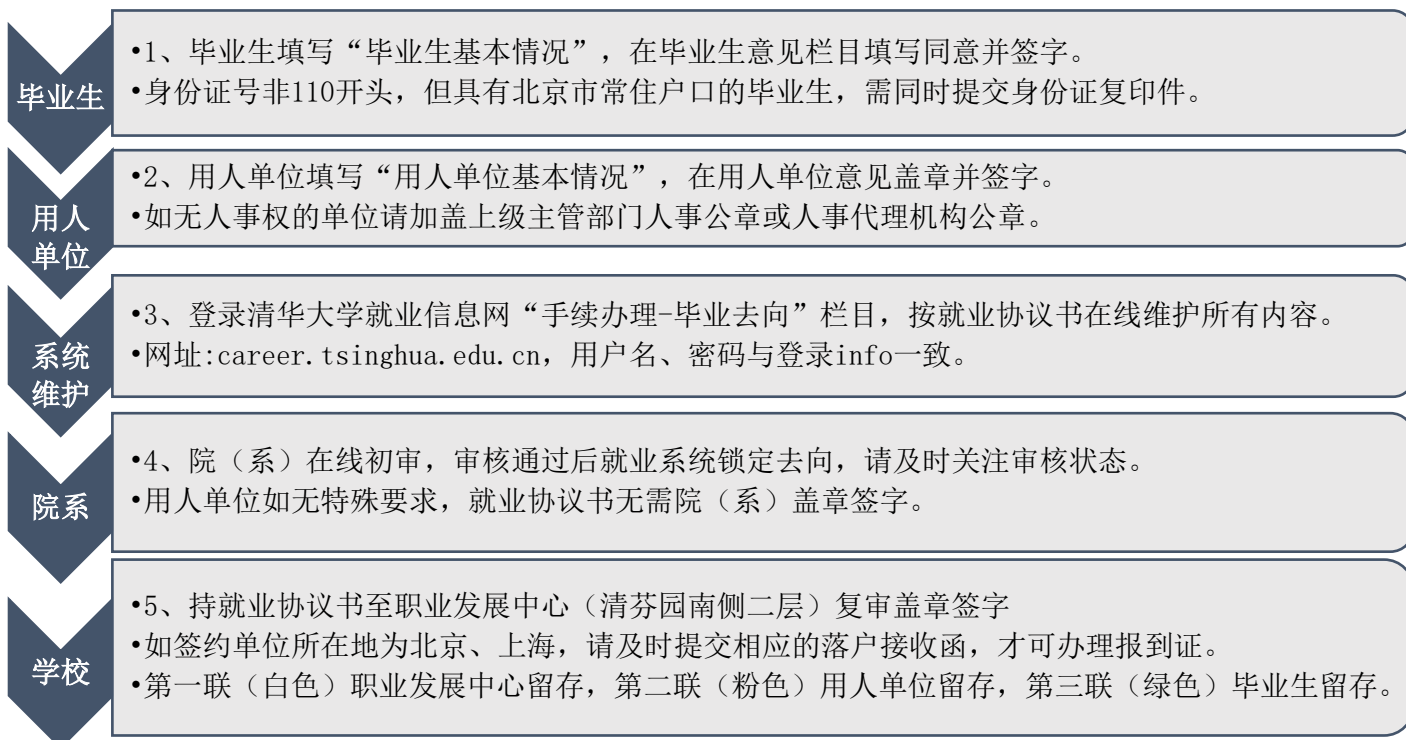 毕业生
•1、毕业生填写“毕业生基本情况”，在毕业生意见栏目填写同意并签字。
•身份证号非110开头，但具有北京市常住户口的毕业生，需同时提交身份证复印件。
用人
单位
•2、用人单位填写“用人单位基本情况”，在用人单位意见盖章并签字。
•如无人事权的单位请加盖上级主管部门人事公章或人事代理机构公章。
系统
维护
•3、登录清华大学就业信息网“手续办理-毕业去向”栏目，按就业协议书在线维护所有内容。
•网址:career.tsinghua.edu.cn，用户名、密码与登录info一致。
院系
•4、院（系）在线初审，审核通过后就业系统锁定去向，请及时关注审核状态。
•用人单位如无特殊要求，就业协议书无需院（系）盖章签字。
学校
•5、持就业协议书至职业发展中心（清芬园南侧二层）复审盖章签字
•如签约单位所在地为北京、上海，请及时提交相应的落户接收函，才可办理报到证。
•第一联（白色）职业发展中心留存，第二联（粉色）用人单位留存，第三联（绿色）毕业生留存。